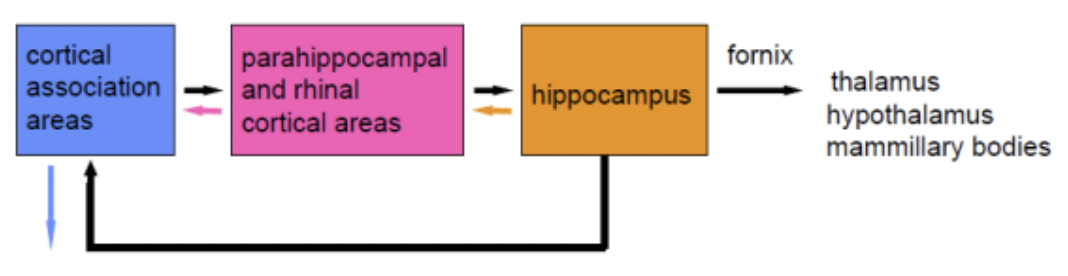 cortical
association
areas
parahippocampal
and rhinal
cortical areas
hippocampus
fornix
thalamus
hypothalamus
mammillary bodies